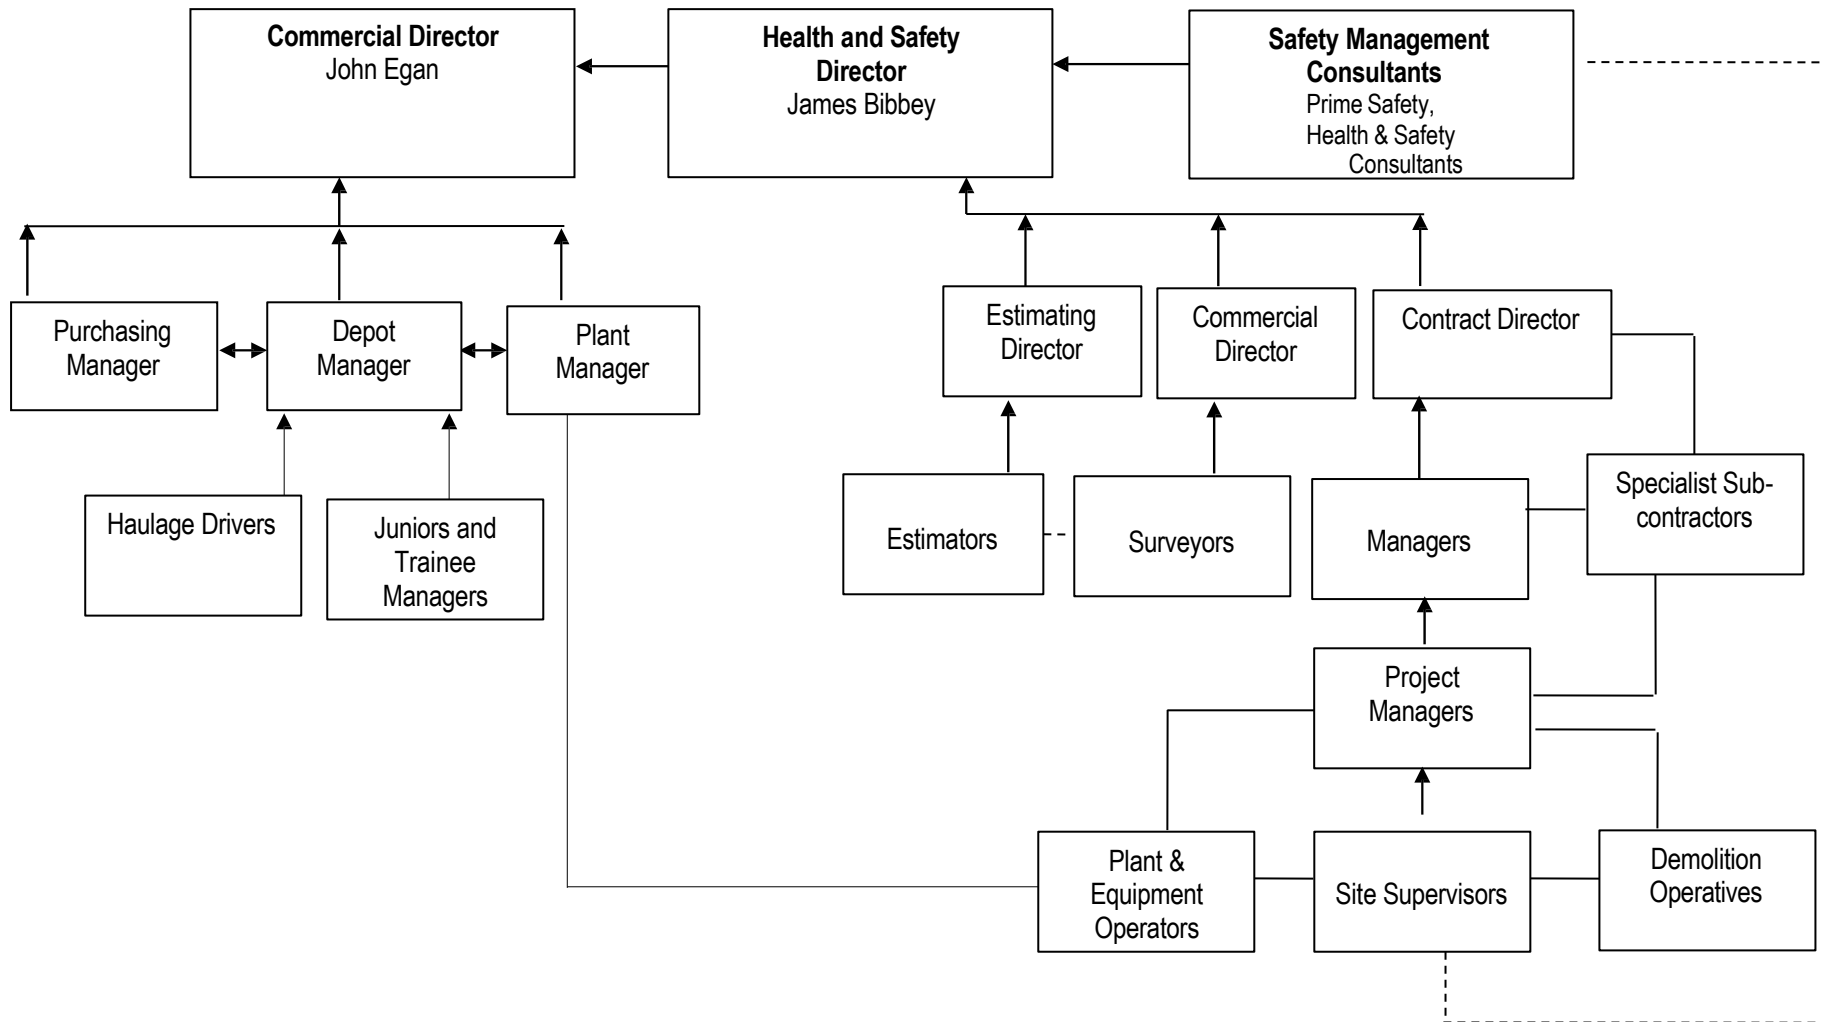 Commercial Director
John Egan
Health and Safety
Director
James Bibbey
Safety Management
Consultants
Prime Safety,
Health & Safety
Consultants
Purchasing
Manager
Depot
Manager
Plant
Manager
Estimating
Director
Commercial
Director
Contract Director
Haulage Drivers
Juniors and
Trainee
Managers
Estimators
Surveyors
Managers
Specialist Sub-
contractors
Project
Managers
Plant &
Equipment
Operators
Site Supervisors
Demolition
Operatives